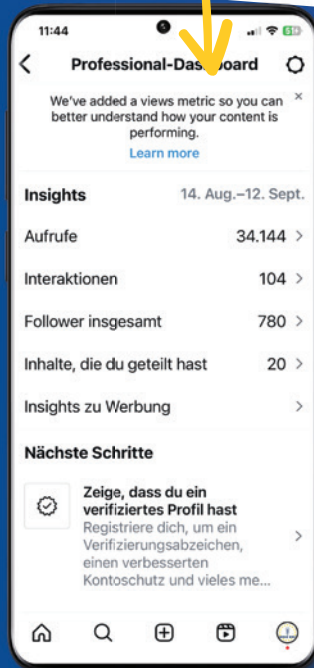 11:44
Professional-Dashboard
We've added a views metric so you can
better understand how your content is
performing.
Learn more
Insights 14. Aug.–12. Sept.
Aufrufe 34.144
Interaktionen 104
Follower insgesamt 780
Inhalte, die du geteilt hast 20
Insights zu Werbung
Nächste Schritte
Zeige, dass du ein
verifiziertes Profil hast
Registriere dich, um ein
Verifizierungsabzeichen,
einen verbesserten
Kontoschutz und vieles me...